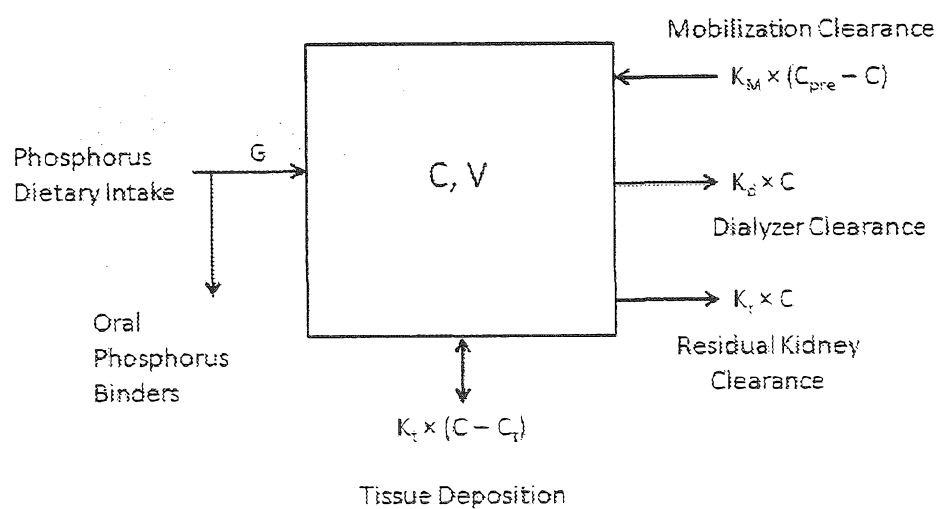 Mobilization Clearance
K_M × (C_pre – C)
Phosphorus
Dietary Intake
G
C, V
K_d × C
Dialyzer Clearance
Oral
Phosphorus
Binders
K_r × C
Residual Kidney
Clearance
K_t × (C – C_t)
Tissue Deposition